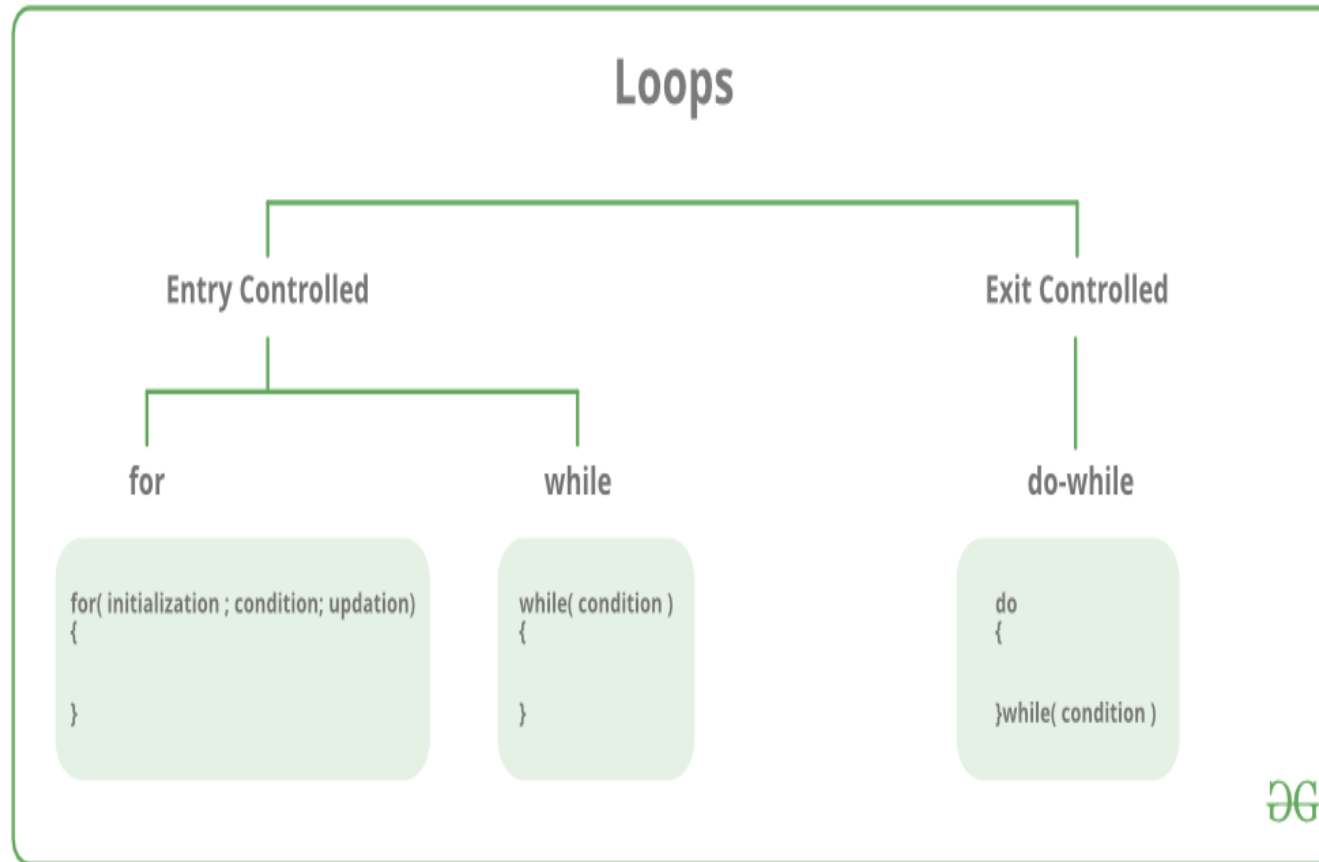 Loops
Entry Controlled
Exit Controlled
for
while
do-while
for( initialization ; condition; updation)
{
}
while( condition )
{
}
do
{
}while( condition )